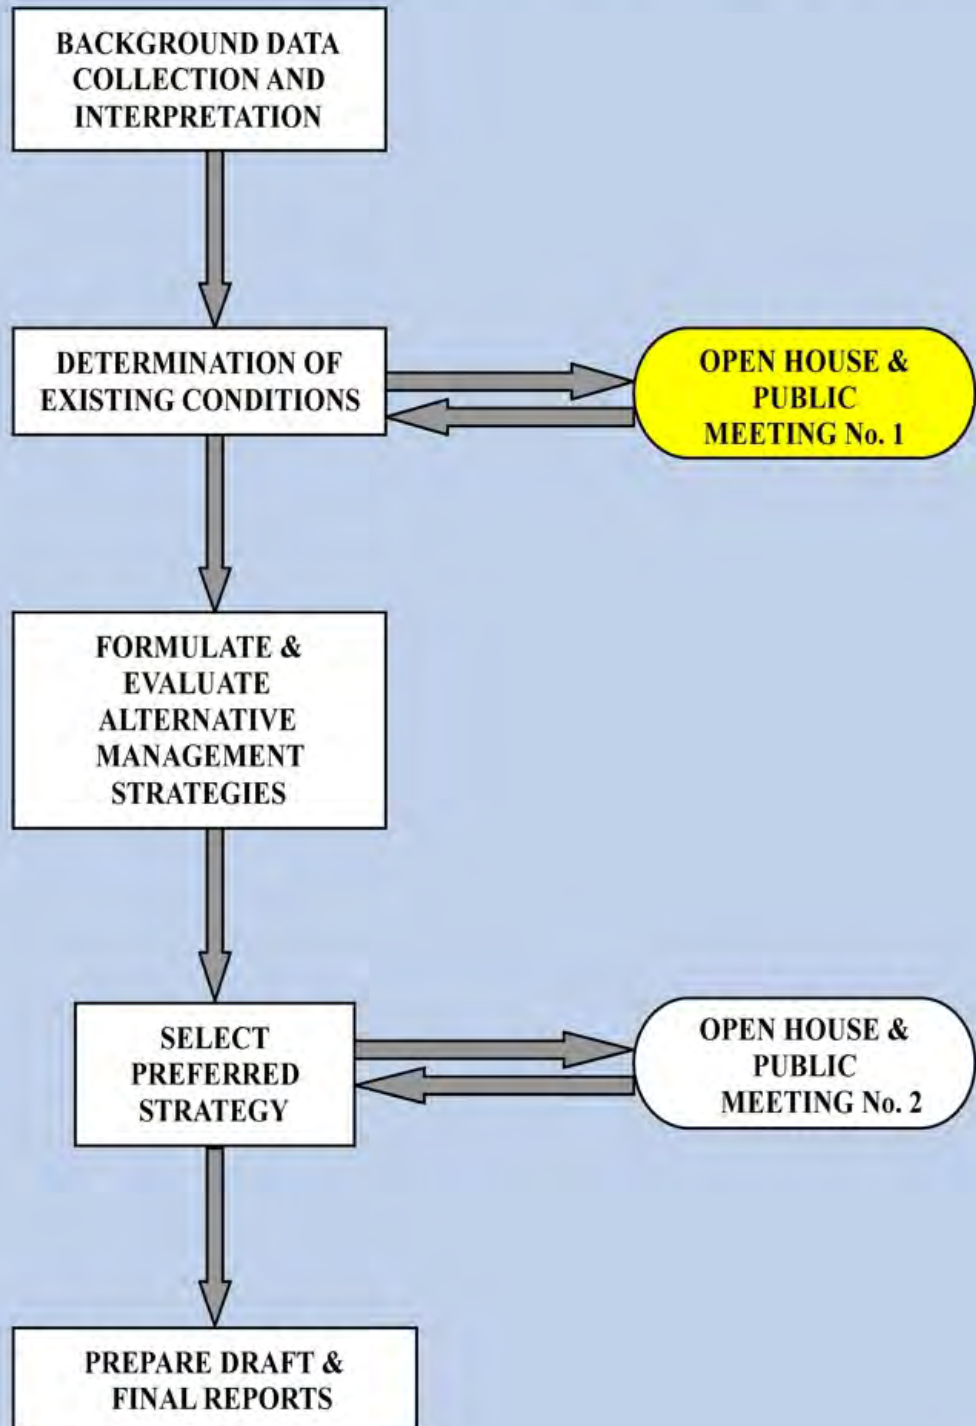 BACKGROUND DATA
COLLECTION AND
INTERPRETATION
DETERMINATION OF
EXISTING CONDITIONS
OPEN HOUSE &
PUBLIC
MEETING No. 1
FORMULATE &
EVALUATE
ALTERNATIVE
MANAGEMENT
STRATEGIES
SELECT
PREFERRED
STRATEGY
OPEN HOUSE &
PUBLIC
MEETING No. 2
PREPARE DRAFT &
FINAL REPORTS